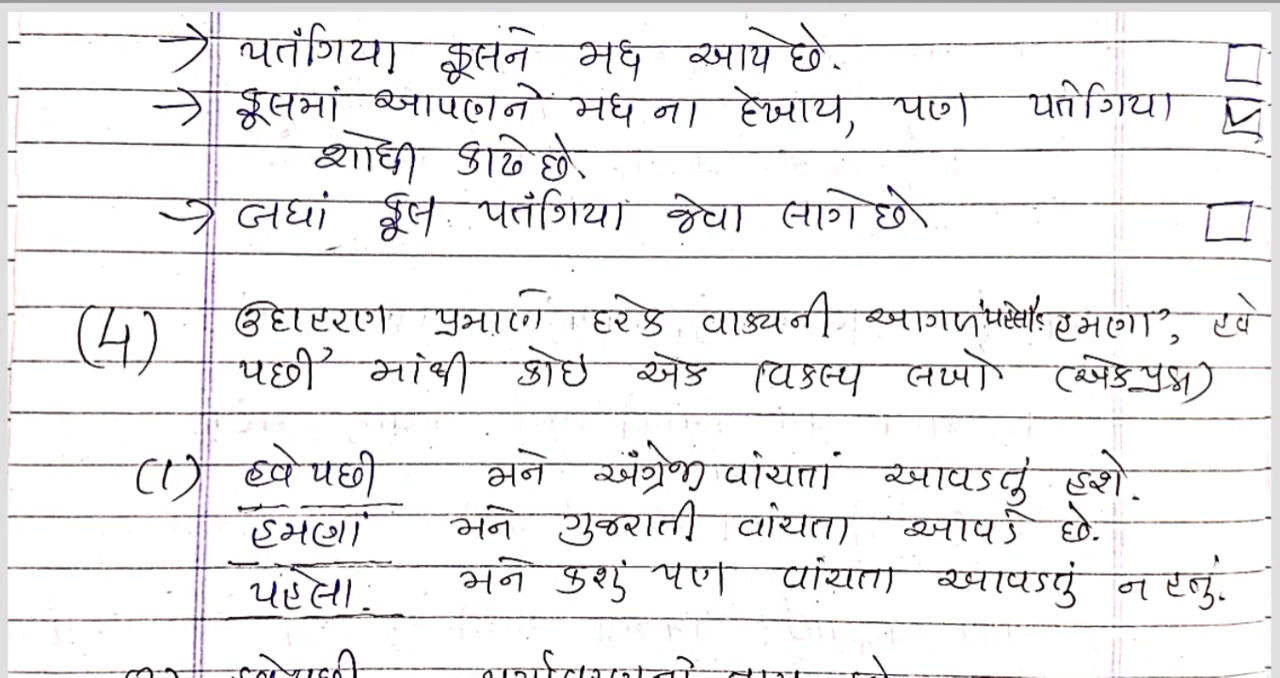 → પતંગિયા ફૂલને મધ આપે છે.
→ ફૂલમાં આપણને મધ ના દેખાય, પણ પતંગિયા
શોધી કાઢે છે.
→ બધાં ફૂલ પતંગિયા જેવા લાગે છે
(4) ઉદાહરણ પ્રમાણે દરેક વાક્યની આગળ 'પહેલાં' 'હમણાં', હવે
પછી' માંથી કોઈ એક વિકલ્પ લખો (એક પ્રશ્ન)
(1) હવે પછી મને અંગ્રેજી વાંચતાં આવડતું હશે.
હમણાં મને ગુજરાતી વાંચતા આવડે છે.
પહેલા. મને કશું પણ વાંચતા આવડતું ન હતું.
હવે પછી